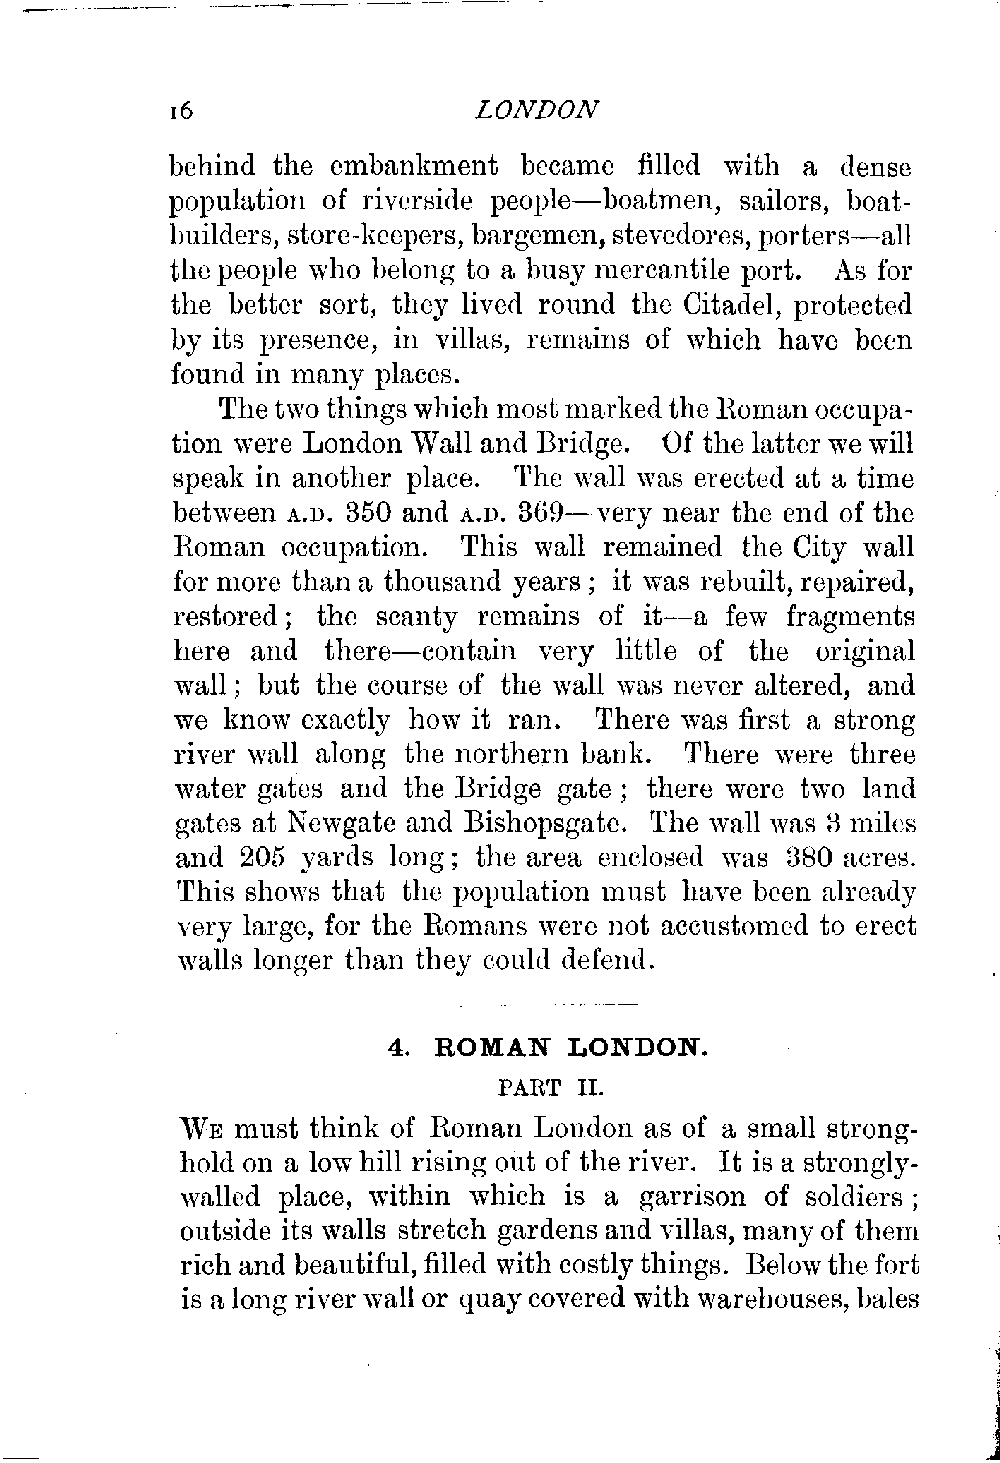 16 LONDON
behind the embankment became filled with a dense
population of riverside people—boatmen, sailors, boat-
builders, store-keepers, bargemen, stevedores, porters—all
the people who belong to a busy mercantile port. As for
the better sort, they lived round the Citadel, protected
by its presence, in villas, remains of which have been
found in many places.
The two things which most marked the Roman occupa-
tion were London Wall and Bridge. Of the latter we will
speak in another place. The wall was erected at a time
between A.D. 350 and A.D. 369—very near the end of the
Roman occupation. This wall remained the City wall
for more than a thousand years; it was rebuilt, repaired,
restored; the scanty remains of it—a few fragments
here and there—contain very little of the original
wall; but the course of the wall was never altered, and
we know exactly how it ran. There was first a strong
river wall along the northern bank. There were three
water gates and the Bridge gate; there were two land
gates at Newgate and Bishopsgate. The wall was 3 miles
and 205 yards long; the area enclosed was 380 acres.
This shows that the population must have been already
very large, for the Romans were not accustomed to erect
walls longer than they could defend.
4. ROMAN LONDON.
PART II.
WE must think of Roman London as of a small strong-
hold on a low hill rising out of the river. It is a strongly-
walled place, within which is a garrison of soldiers;
outside its walls stretch gardens and villas, many of them
rich and beautiful, filled with costly things. Below the fort
is a long river wall or quay covered with warehouses, bales